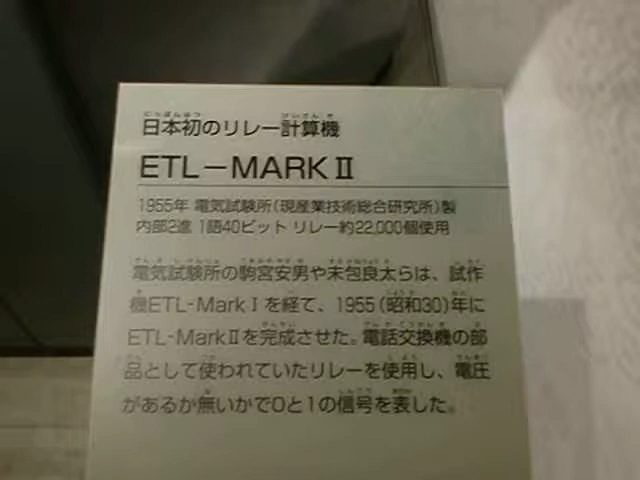 日本初のリレー計算機
ETL－MARKⅡ
1955年 電気試験所(現産業技術総合研究所)製
内部2進 1語40ビット リレー約22,000個使用
電気試験所の駒宮安男や末包良太らは、試作
機ETL-MarkⅠを経て、1955(昭和30)年に
ETL-MarkⅡを完成させた。電話交換機の部
品として使われていたリレーを使用し、電圧
があるか無いかで0と1の信号を表した。